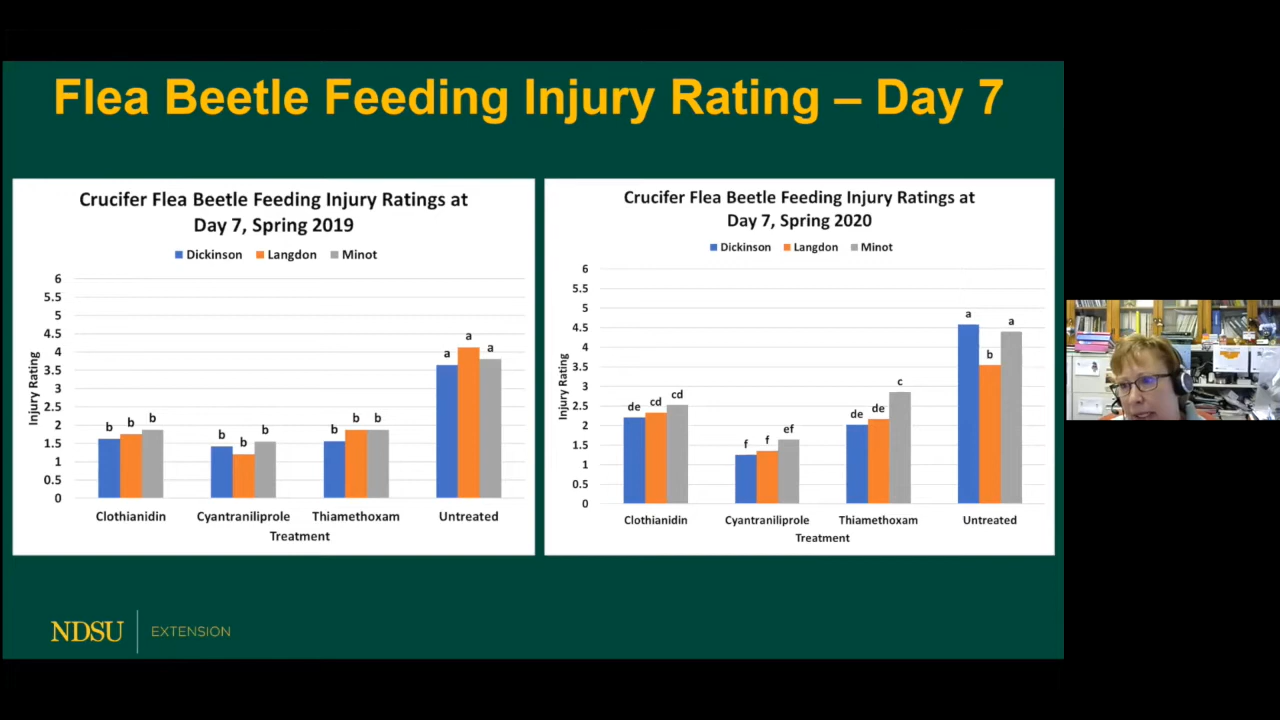 Flea Beetle Feeding Injury Rating – Day 7
Crucifer Flea Beetle Feeding Injury Ratings at
Day 7, Spring 2019
Dickinson Langdon Minot
6
5.5
5
4.5
4
3.5
3
2.5
2
1.5
1
0.5
0
Injury Rating
b b b
b b b
b b b
a a a
Clothianidin Cyantraniliprole Thiamethoxam Untreated
Treatment
Crucifer Flea Beetle Feeding Injury Ratings at
Day 7, Spring 2020
Dickinson Langdon Minot
6
5.5
5
4.5
4
3.5
3
2.5
2
1.5
1
0.5
0
Injury Rating
de cd cd
f f ef
de de c
a b a
Clothianidin Cyantraniliprole Thiamethoxam Untreated
Treatment
NDSU EXTENSION